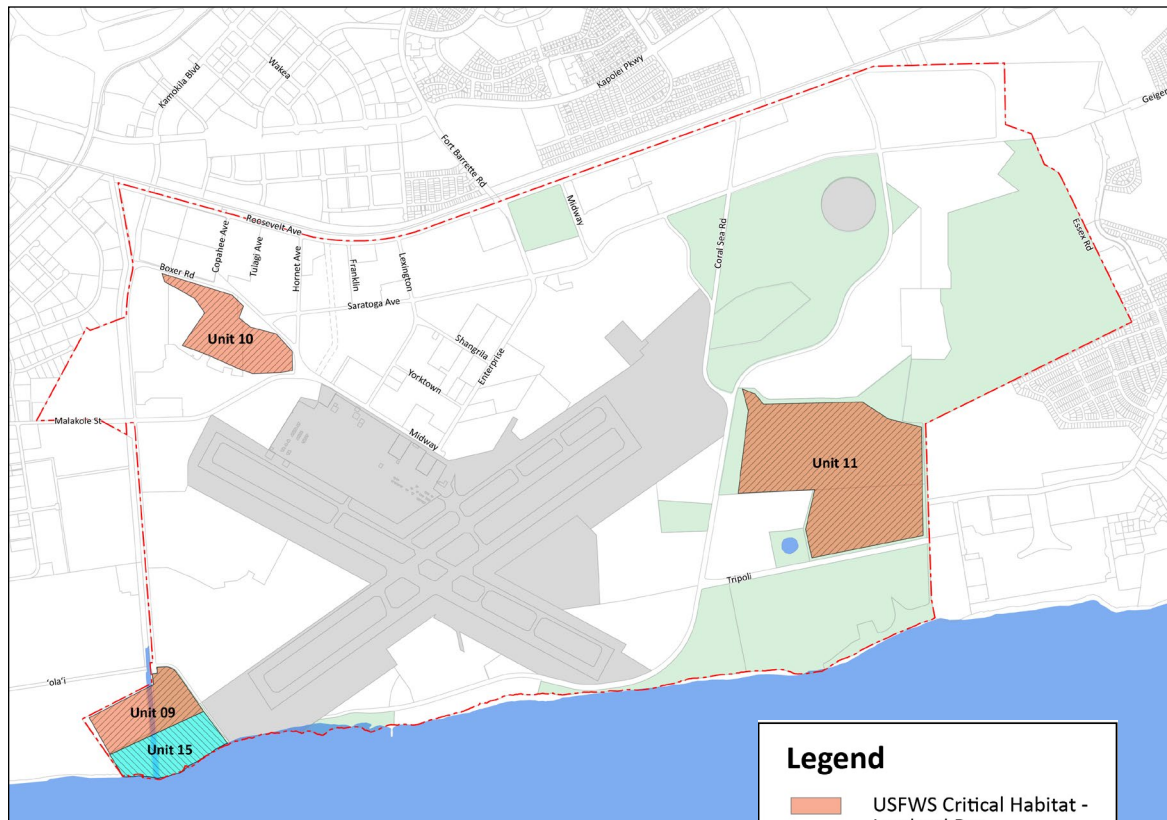 Kamokila Blvd
Wakea
Kapolei Pkwy
Geiger
Fort Barrette Rd
Midway
Roosevelt Ave
Copahee Ave
Tulagi Ave
Hornet Ave
Franklin
Lexington
Coral Sea Rd
Essex Rd
Boxer Rd
Saratoga Ave
Unit 10
Shangrila
Enterprise
Yorktown
Malakole St
Midway
Unit 11
Tripoli
'ola'i
Unit 09
Unit 15
Legend
USFWS Critical Habitat -